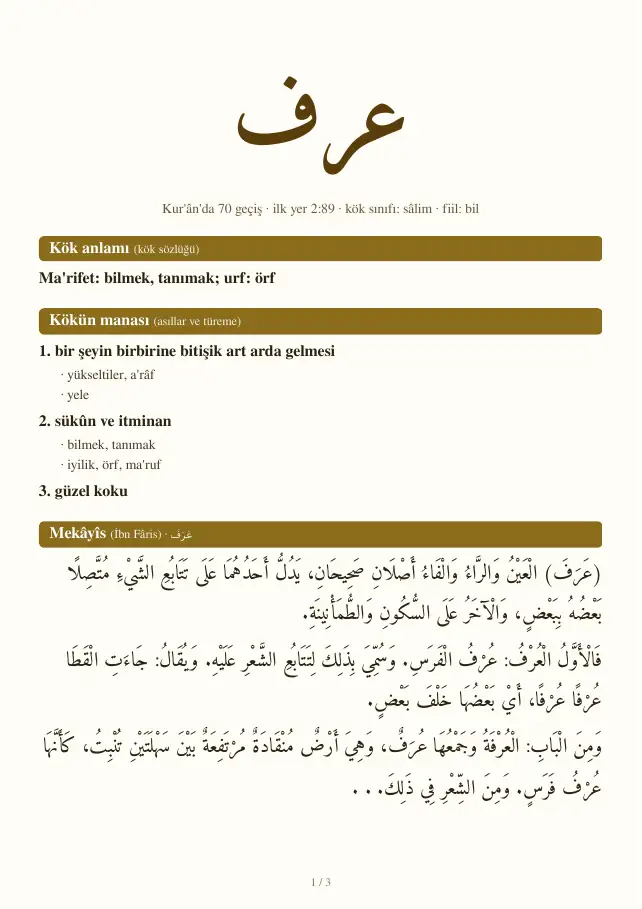 عرف
Kur'ân'da 70 geçiş · ilk yer 2:89 · kök sınıfı: sâlim · fiil: bil
Kök anlamı (kök sözlüğü)
Ma'rifet: bilmek, tanımak; urf: örf
Kökün manası (asıllar ve türeme)
1. bir şeyin birbirine bitişik art arda gelmesi
· yükseltiler, a'râf
· yele
2. sükûn ve itminan
· bilmek, tanımak
· iyilik, örf, ma'ruf
3. güzel koku
Mekâyîs (İbn Fâris) · عَرَفَ
(عَرَفَ) الْعَيْنُ وَالرَّاءُ وَالْفَاءُ أَصْلَانِ صَحِيحَانِ، يَدُلُّ أَحَدُهُمَا عَلَى تَتَابُعِ الشَّيْءِ مُتَّصِلًا
بَعْضُهُ بِبَعْضٍ، وَالْآخَرُ عَلَى السُّكُونِ وَالطُّمَأْنِينَةِ.
فَالْأَوَّلُ الْعُرْفُ: عُرْفُ الْفَرَسِ. وَسُمِّيَ بِذَلِكَ لِتَتَابُعِ الشَّعْرِ عَلَيْهِ. وَيُقَالُ: جَاءَتِ الْقَطَا
عُرْفًا عُرْفًا، أَيْ بَعْضُهَا خَلْفَ بَعْضٍ.
وَمِنَ الْبَابِ: الْعُرْفَةُ وَجَمْعُهَا عُرَفٌ، وَهِيَ أَرْضٌ مُنْقَادَةٌ مُرْتَفِعَةٌ بَيْنَ سَهْلَتَيْنِ تُنْبِتُ، كَأَنَّهَا
عُرْفُ فَرَسٍ. وَمِنَ الشِّعْرِ فِي ذَلِكَ. . .
1 / 3